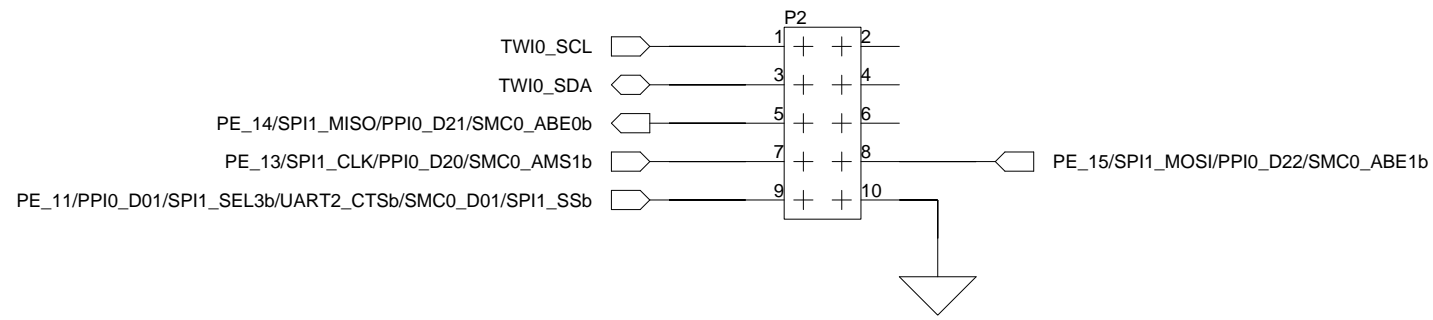 P2
TWI0_SCL 1 2
TWI0_SDA 3 4
PE_14/SPI1_MISO/PPI0_D21/SMC0_ABE0b 5 6
PE_13/SPI1_CLK/PPI0_D20/SMC0_AMS1b 7 8 PE_15/SPI1_MOSI/PPI0_D22/SMC0_ABE1b
PE_11/PPI0_D01/SPI1_SEL3b/UART2_CTSb/SMC0_D01/SPI1_SSb 9 10